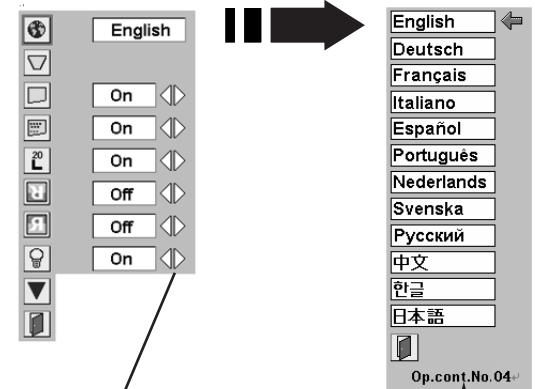 English
On
On
20
L
On
R
Off
R
Off
On
English
Deutsch
Français
Italiano
Español
Português
Nederlands
Svenska
Русский
中文
한글
日本語
Op.cont.No.04